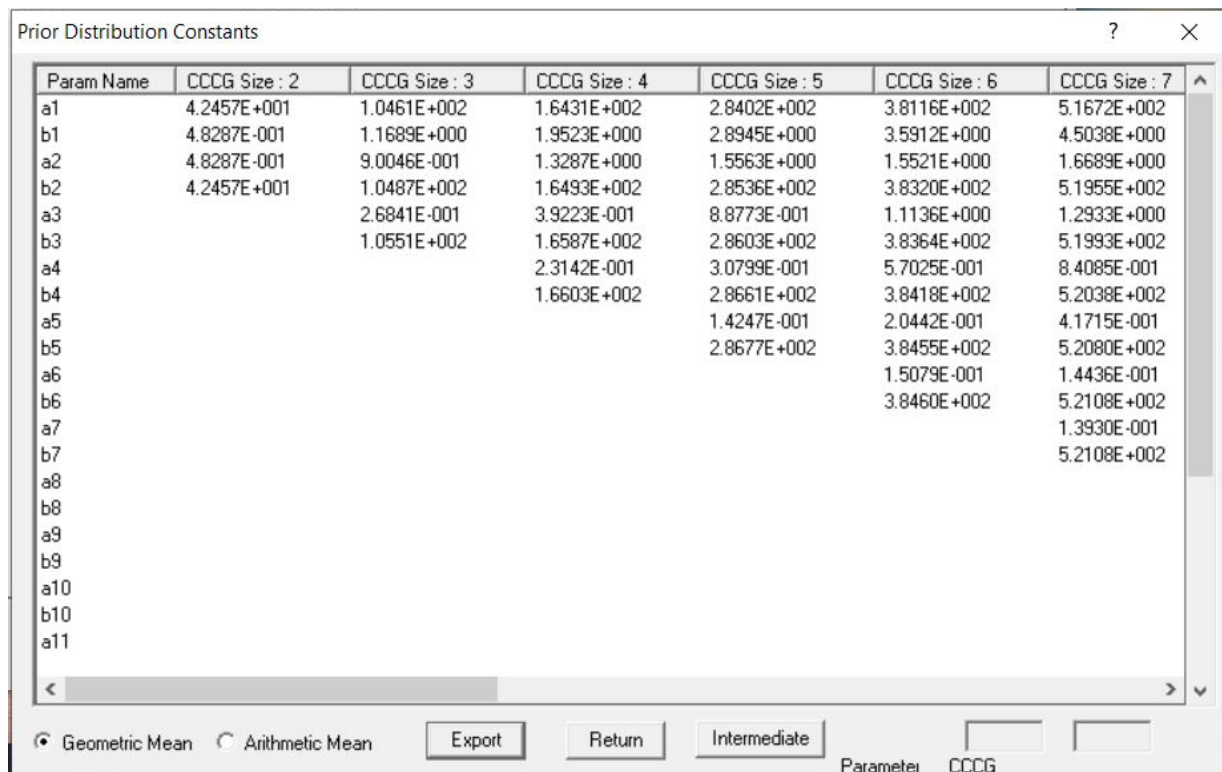 Prior Distribution Constants ?
Param Name CCCG Size : 2 CCCG Size : 3 CCCG Size : 4 CCCG Size : 5 CCCG Size : 6 CCCG Size : 7
a1 4.2457E+001 1.0461E+002 1.6431E+002 2.8402E+002 3.8116E+002 5.1672E+002
b1 4.8287E-001 1.1689E+000 1.9523E+000 2.8945E+000 3.5912E+000 4.5038E+000
a2 4.8287E-001 9.0046E-001 1.3287E+000 1.5563E+000 1.5521E+000 1.6689E+000
b2 4.2457E+001 1.0487E+002 1.6493E+002 2.8536E+002 3.8320E+002 5.1955E+002
a3 2.6841E-001 3.9223E-001 8.8773E-001 1.1136E+000 1.2933E+000
b3 1.0551E+002 1.6587E+002 2.8603E+002 3.8364E+002 5.1993E+002
a4 2.3142E-001 3.0799E-001 5.7025E-001 8.4085E-001
b4 1.6603E+002 2.8661E+002 3.8418E+002 5.2038E+002
a5 1.4247E-001 2.0442E-001 4.1715E-001
b5 2.8677E+002 3.8455E+002 5.2080E+002
a6 1.5079E-001 1.4436E-001
b6 3.8460E+002 5.2108E+002
a7 1.3930E-001
b7 5.2108E+002
a8
b8
a9
b9
a10
b10
a11
Geometric Mean Arithmetic Mean Export Return Intermediate
Parameter CCCG